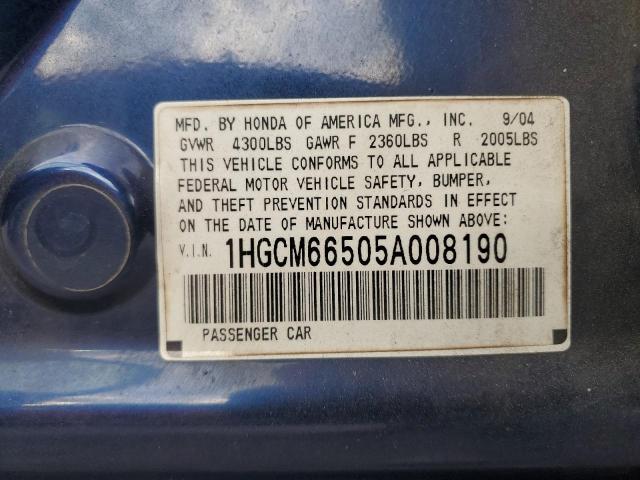 MFD. BY HONDA OF AMERICA MFG., INC. 9/04
GVWR 4300LBS GAWR F 2360LBS R 2005LBS
THIS VEHICLE CONFORMS TO ALL APPLICABLE
FEDERAL MOTOR VEHICLE SAFETY, BUMPER,
AND THEFT PREVENTION STANDARDS IN EFFECT
ON THE DATE OF MANUFACTURE SHOWN ABOVE:
V.I.N. 1HGCM66505A008190
PASSENGER CAR